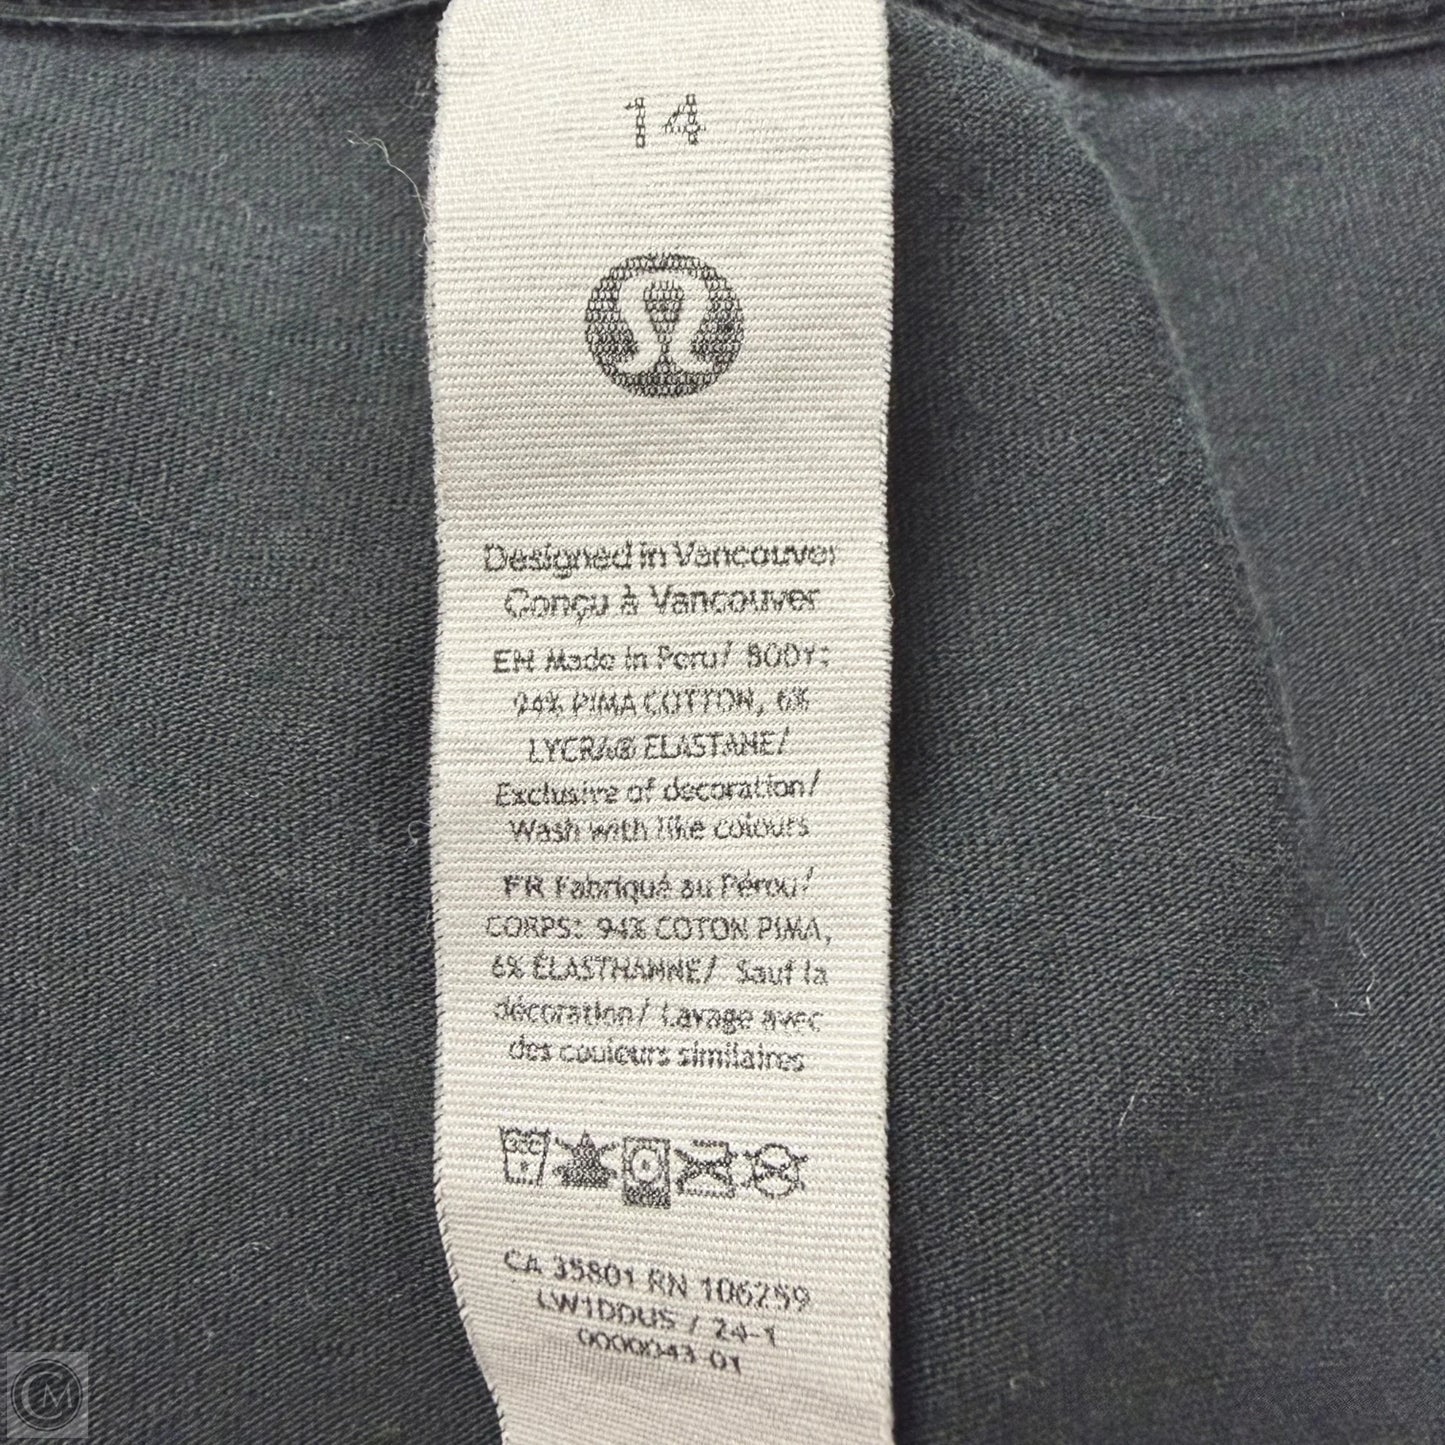 14
Designed in Vancouver
Conçu à Vancouver
EN Made in Peru/ BODY:
94% PIMA COTTON, 6%
LYCRA® ELASTANE/
Exclusive of decoration/
Wash with like colours
FR Fabriqué au Pérou/
CORPS: 94% COTON PIMA,
6% ÉLASTHANNE/ Sauf la
décoration/ Lavage avec
des couleurs similaires
30C
CA 35801 RN 106259
LW1DDUS / 24-1
0000043-01
CM